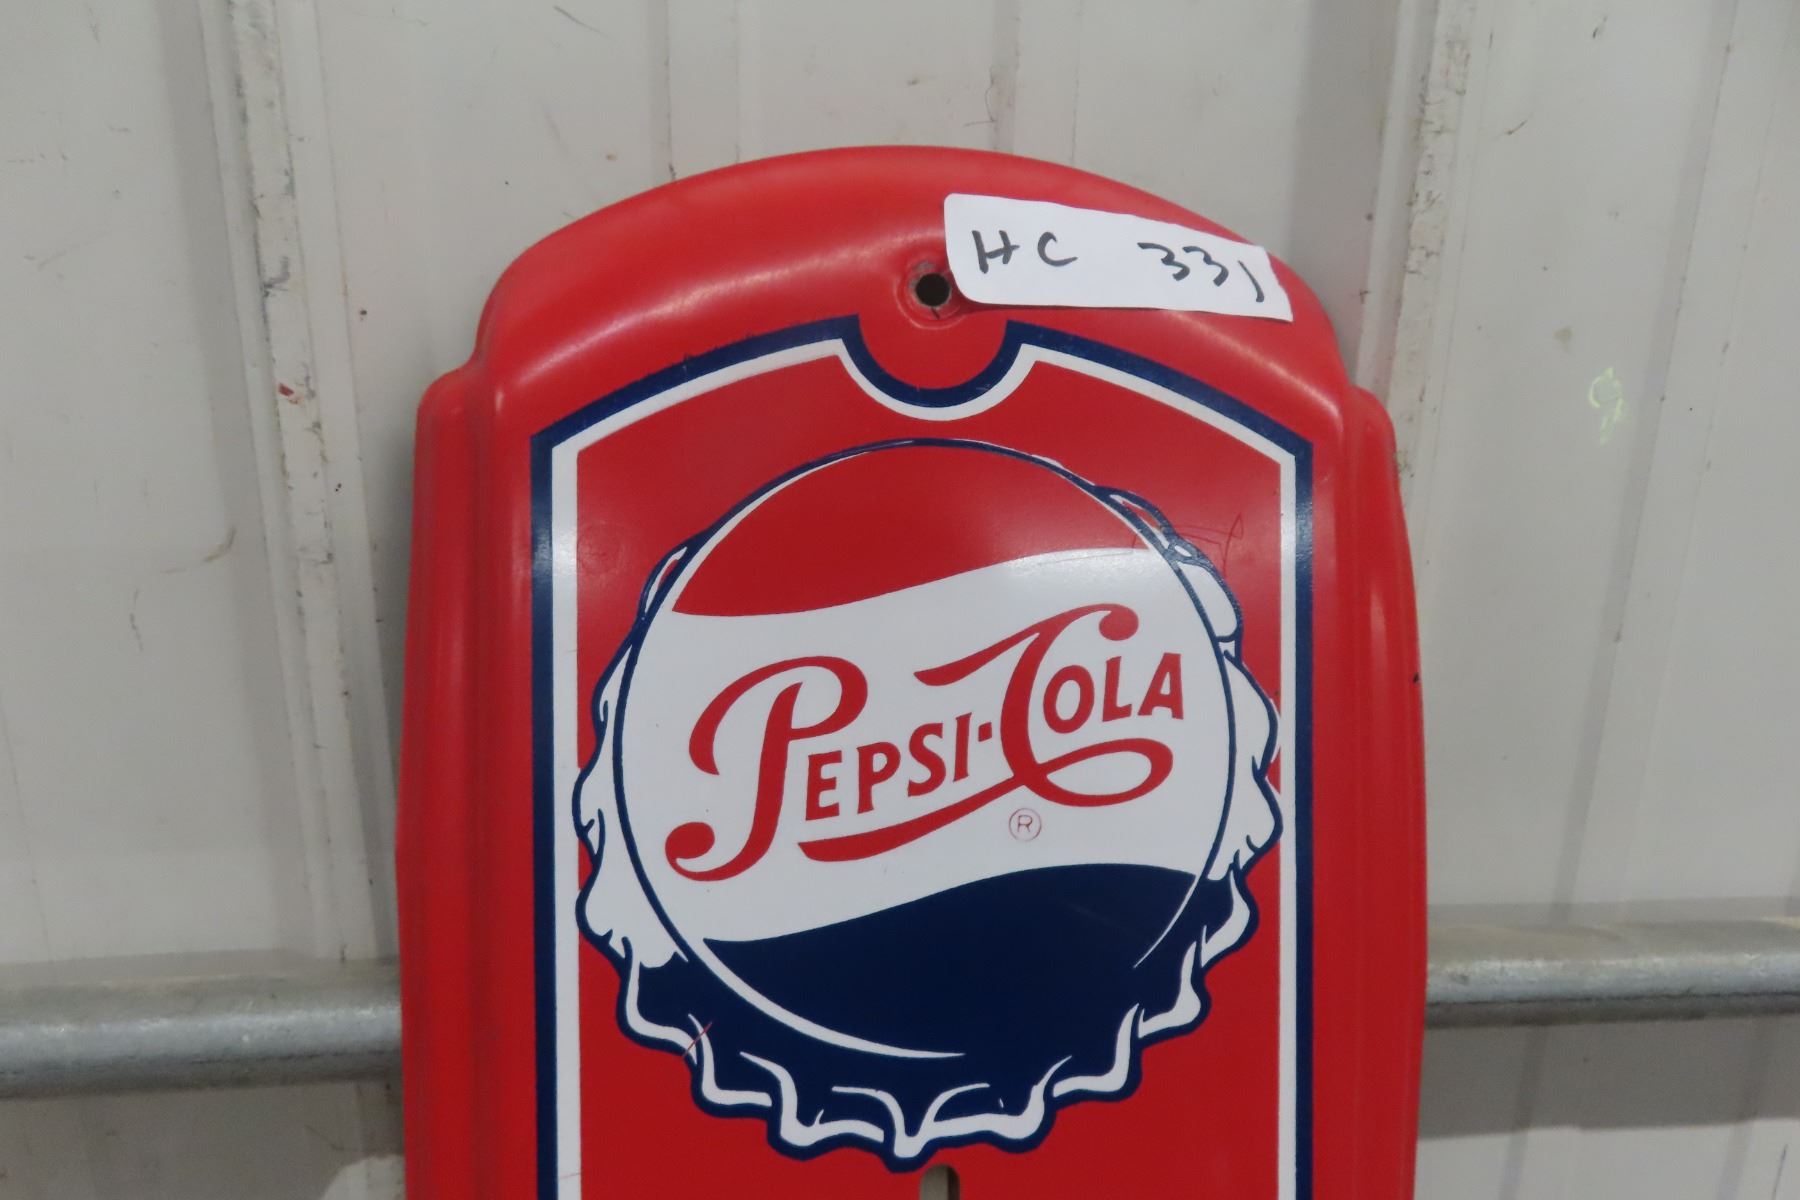 HC 331
PEPSI-COLA
®